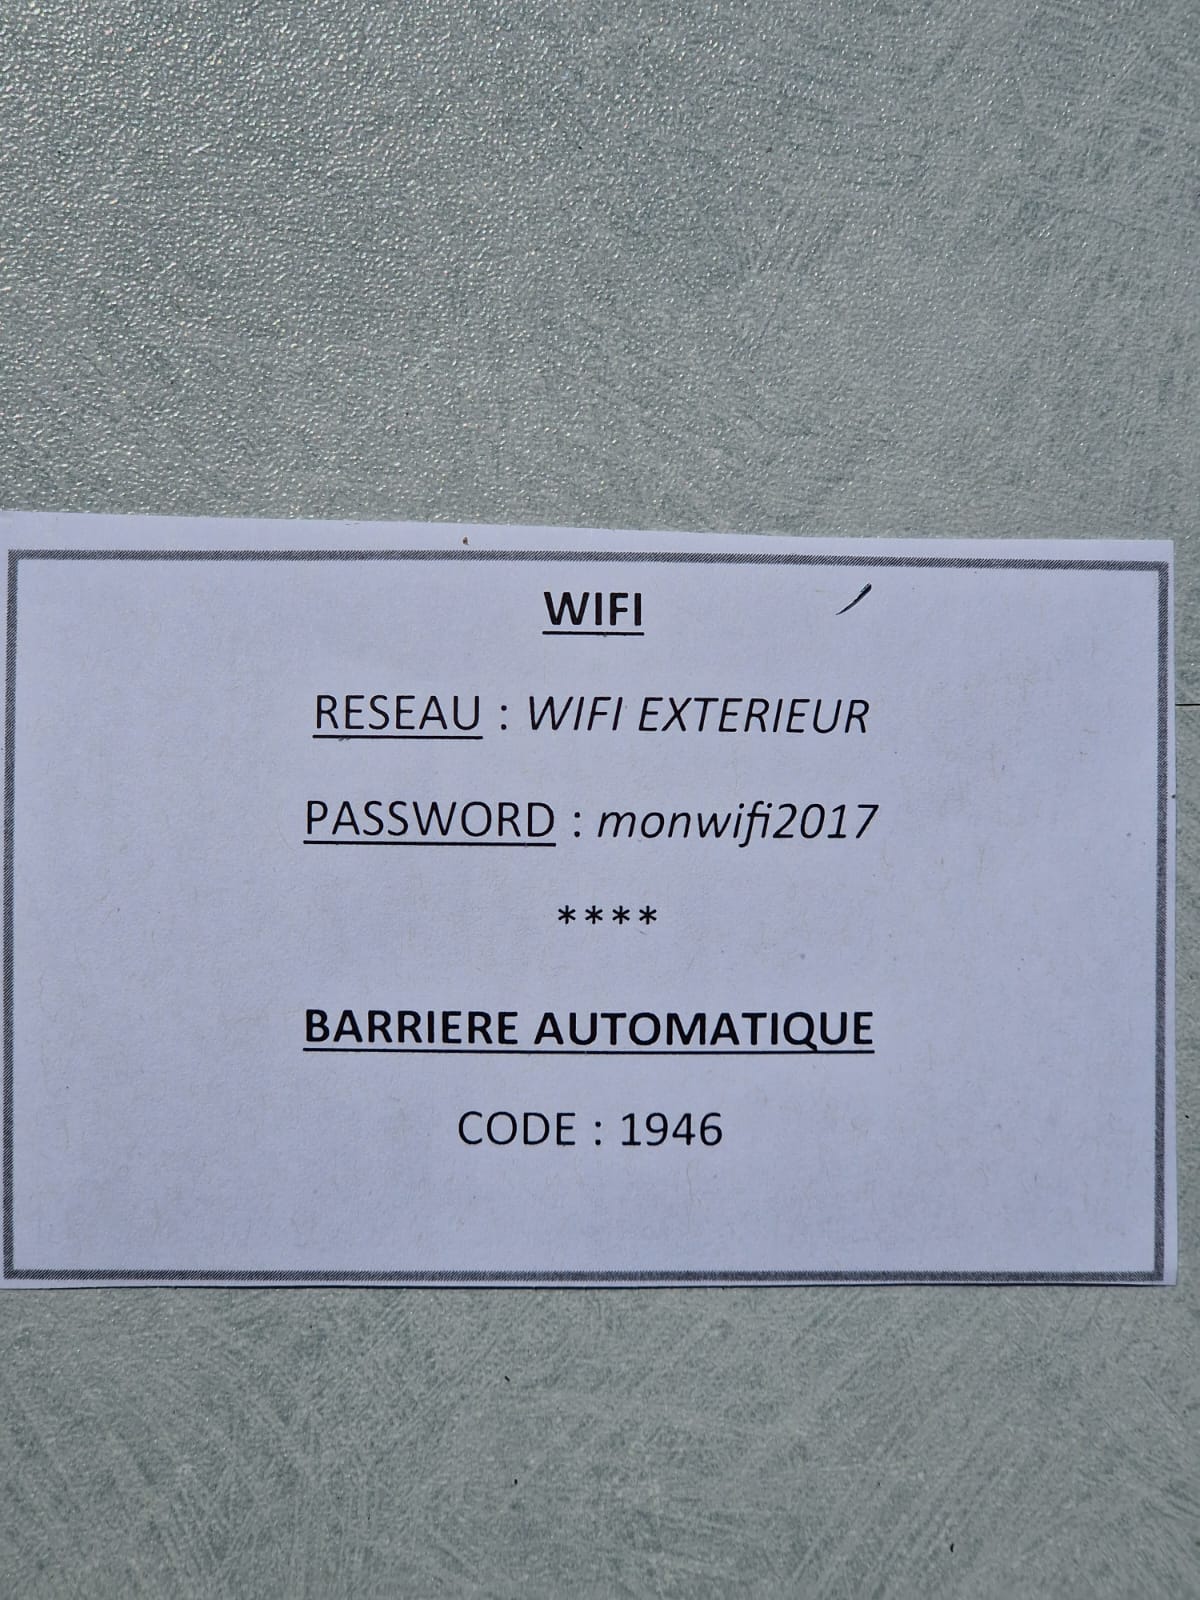 WIFI
RESEAU : WIFI EXTERIEUR
PASSWORD : monwifi2017
****
BARRIERE AUTOMATIQUE
CODE : 1946